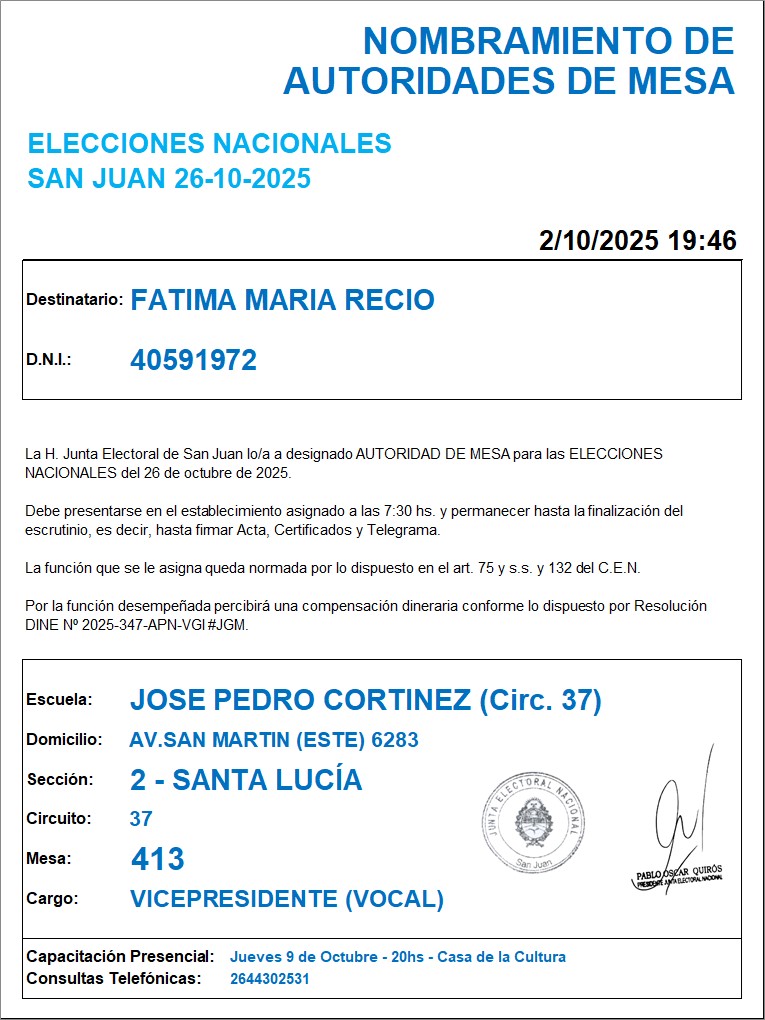 NOMBRAMIENTO DE
AUTORIDADES DE MESA
ELECCIONES NACIONALES
SAN JUAN 26-10-2025
2/10/2025 19:46
Destinatario: FATIMA MARIA RECIO
D.N.I.: 40591972
La H. Junta Electoral de San Juan lo/a a designado AUTORIDAD DE MESA para las ELECCIONES
NACIONALES del 26 de octubre de 2025.
Debe presentarse en el establecimiento asignado a las 7:30 hs. y permanecer hasta la finalización del
escrutinio, es decir, hasta firmar Acta, Certificados y Telegrama.
La función que se le asigna queda normada por lo dispuesto en el art. 75 y s.s. y 132 del C.E.N.
Por la función desempeñada percibirá una compensación dineraria conforme lo dispuesto por Resolución
DINE Nº 2025-347-APN-VGI#JGM.
Escuela: JOSE PEDRO CORTINEZ (Circ. 37)
Domicilio: AV.SAN MARTIN (ESTE) 6283
Sección: 2 - SANTA LUCÍA
Circuito: 37
Mesa: 413
Cargo: VICEPRESIDENTE (VOCAL)
JUNTA ELECTORAL NACIONAL
San Juan
PABLO OSCAR QUIRÓS
PRESIDENTE JUNTA ELECTORAL NACIONAL
Capacitación Presencial: Jueves 9 de Octubre - 20hs - Casa de la Cultura
Consultas Telefónicas: 2644302531